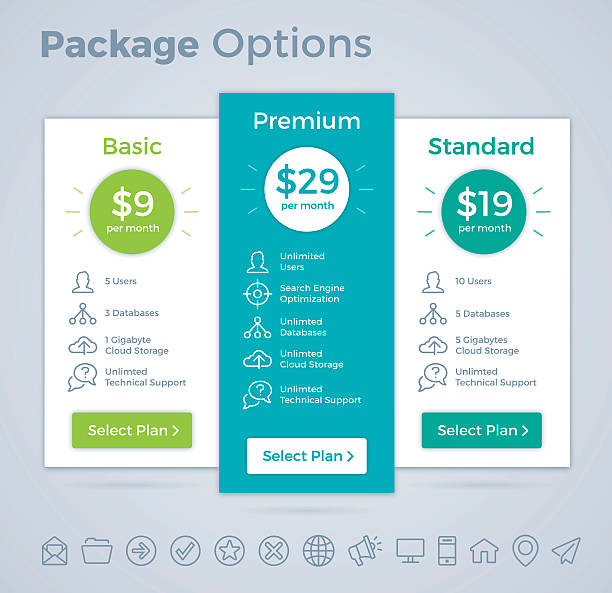 Package Options
Basic
$9
per month
5 Users
3 Databases
1 Gigabyte
Cloud Storage
Unlimted
Technical Support
Select Plan
Premium
$29
per month
Unlimited
Users
Search Engine
Optimization
Unlimted
Databases
Unlimted
Cloud Storage
Unlimted
Technical Support
Select Plan
Standard
$19
per month
10 Users
5 Databases
5 Gigabytes
Cloud Storage
Unlimted
Technical Support
Select Plan